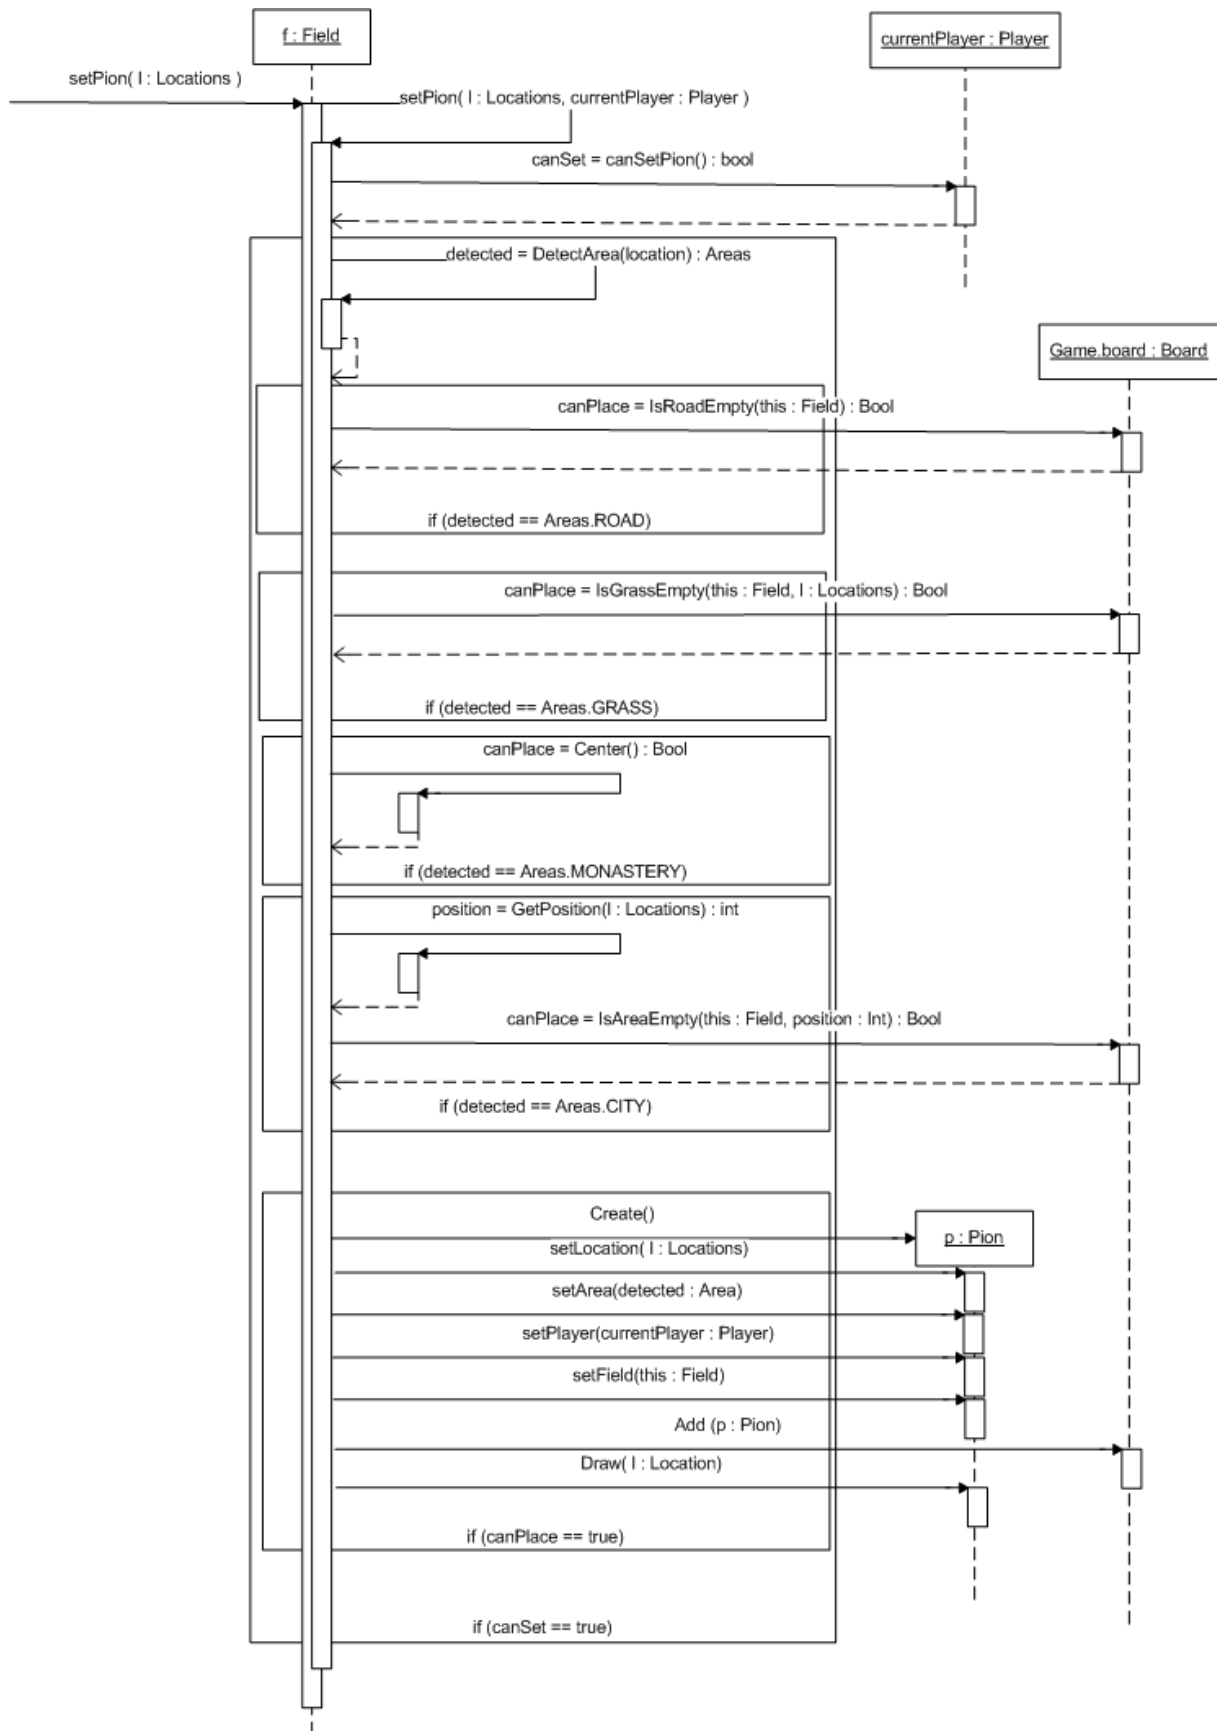 f : Field
currentPlayer : Player
setPion( l : Locations )
setPion( l : Locations, currentPlayer : Player )
canSet = canSetPion() : bool
detected = DetectArea(location) : Areas
Game.board : Board
canPlace = IsRoadEmpty(this : Field) : Bool
if (detected == Areas.ROAD)
canPlace = IsGrassEmpty(this : Field, l : Locations) : Bool
if (detected == Areas.GRASS)
canPlace = Center() : Bool
if (detected == Areas.MONASTERY)
position = GetPosition(l : Locations) : int
canPlace = IsAreaEmpty(this : Field, position : Int) : Bool
if (detected == Areas.CITY)
Create()
p : Pion
setLocation( l : Locations)
setArea(detected : Area)
setPlayer(currentPlayer : Player)
setField(this : Field)
Add (p : Pion)
Draw( l : Location)
if (canPlace == true)
if (canSet == true)